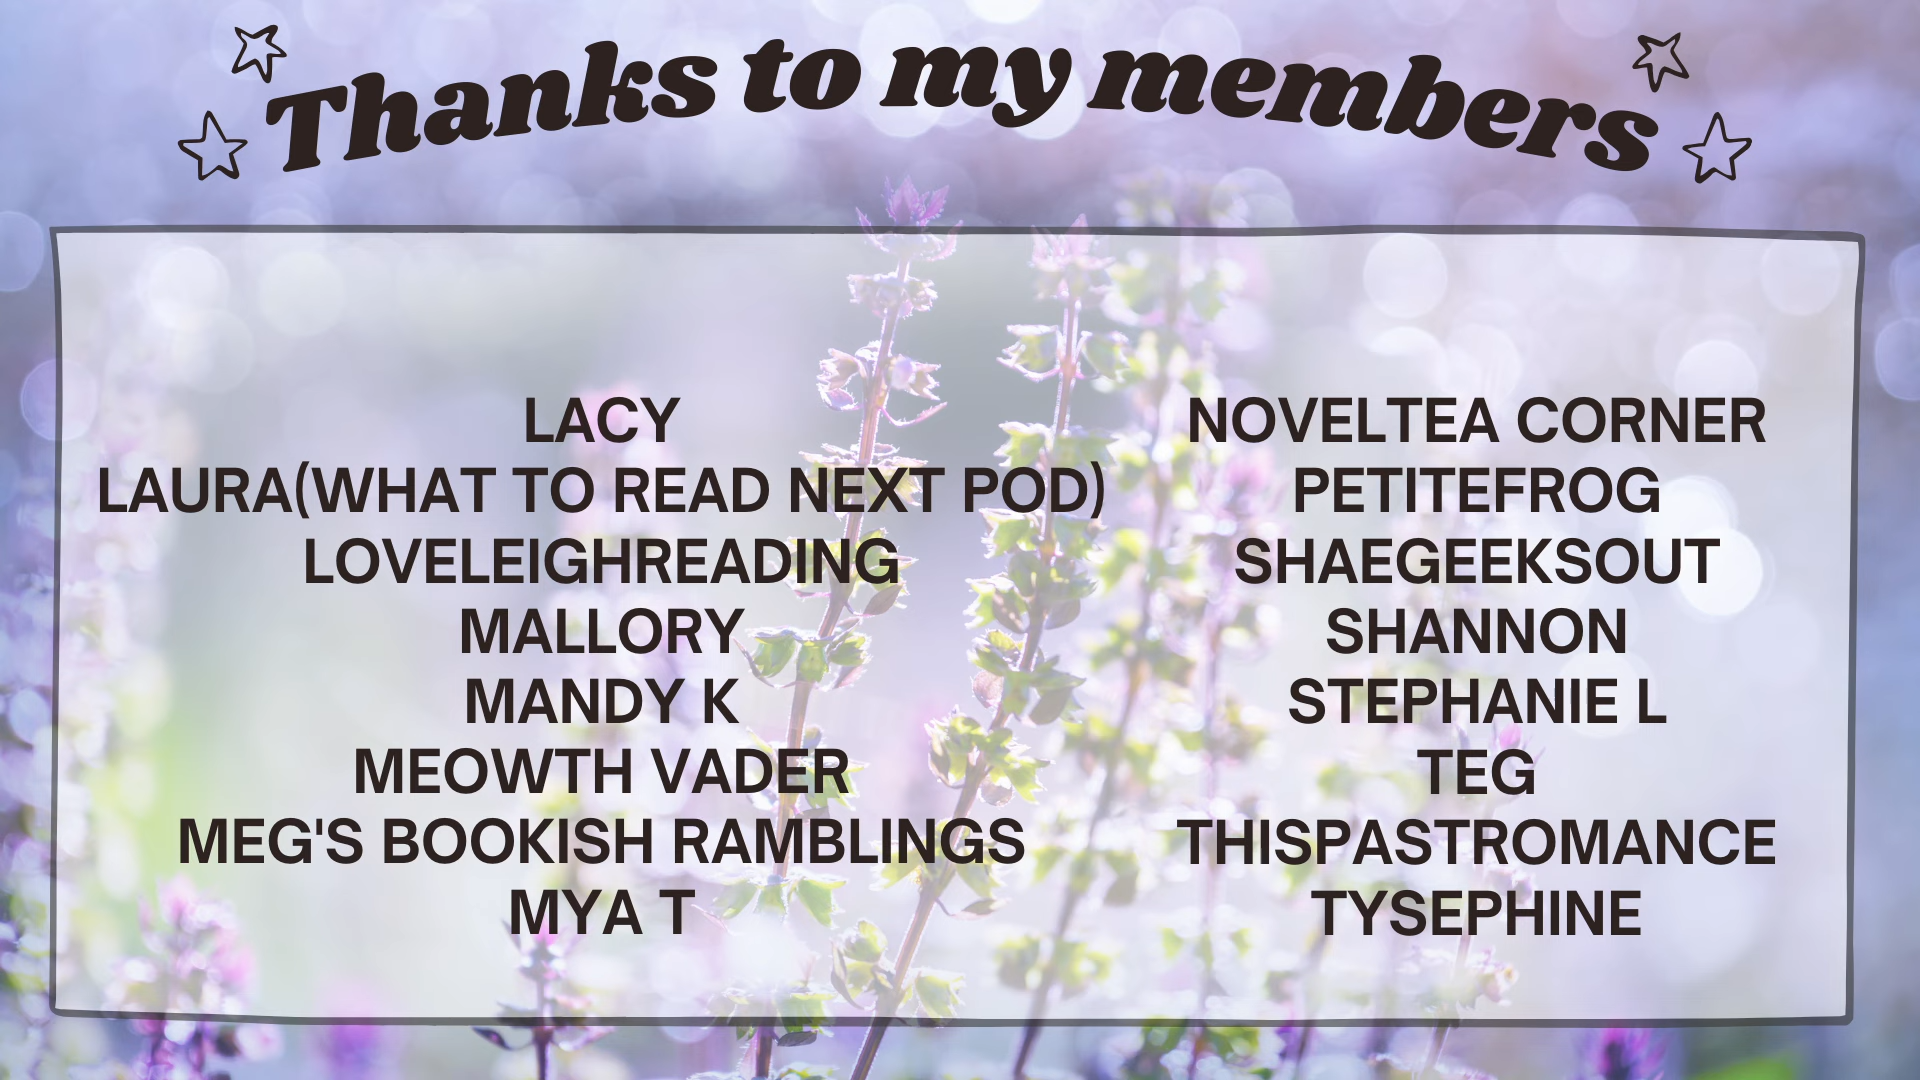 Thanks to my members
LACY
LAURA(WHAT TO READ NEXT POD)
LOVELEIGHREADING
MALLORY
MANDY K
MEOWTH VADER
MEG'S BOOKISH RAMBLINGS
MYA T
NOVELTEA CORNER
PETITEFROG
SHAEGEEKSOUT
SHANNON
STEPHANIE L
TEG
THISPASTROMANCE
TYSEPHINE